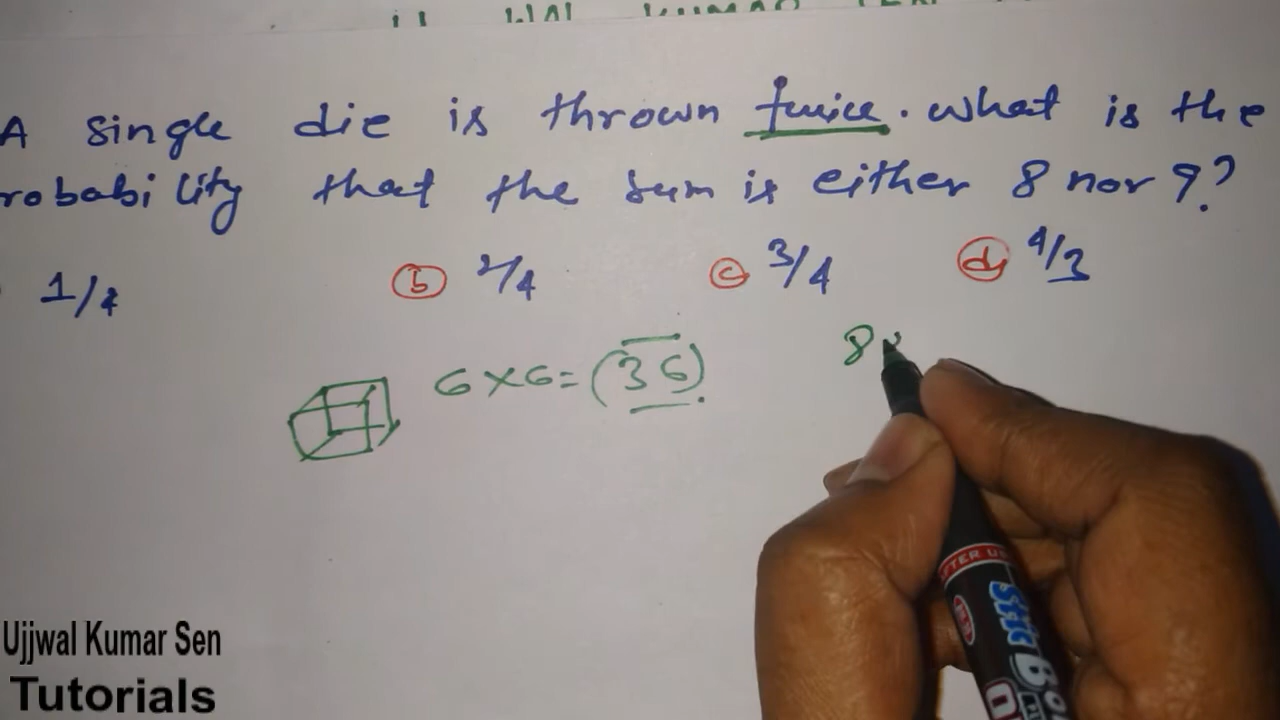 A single die is thrown twice. what is the
robability that the sum is either 8 nor 9?
1/4 b 2/4 c 3/4 d 4/3
6×6=(36) 8
Ujjwal Kumar Sen
Tutorials